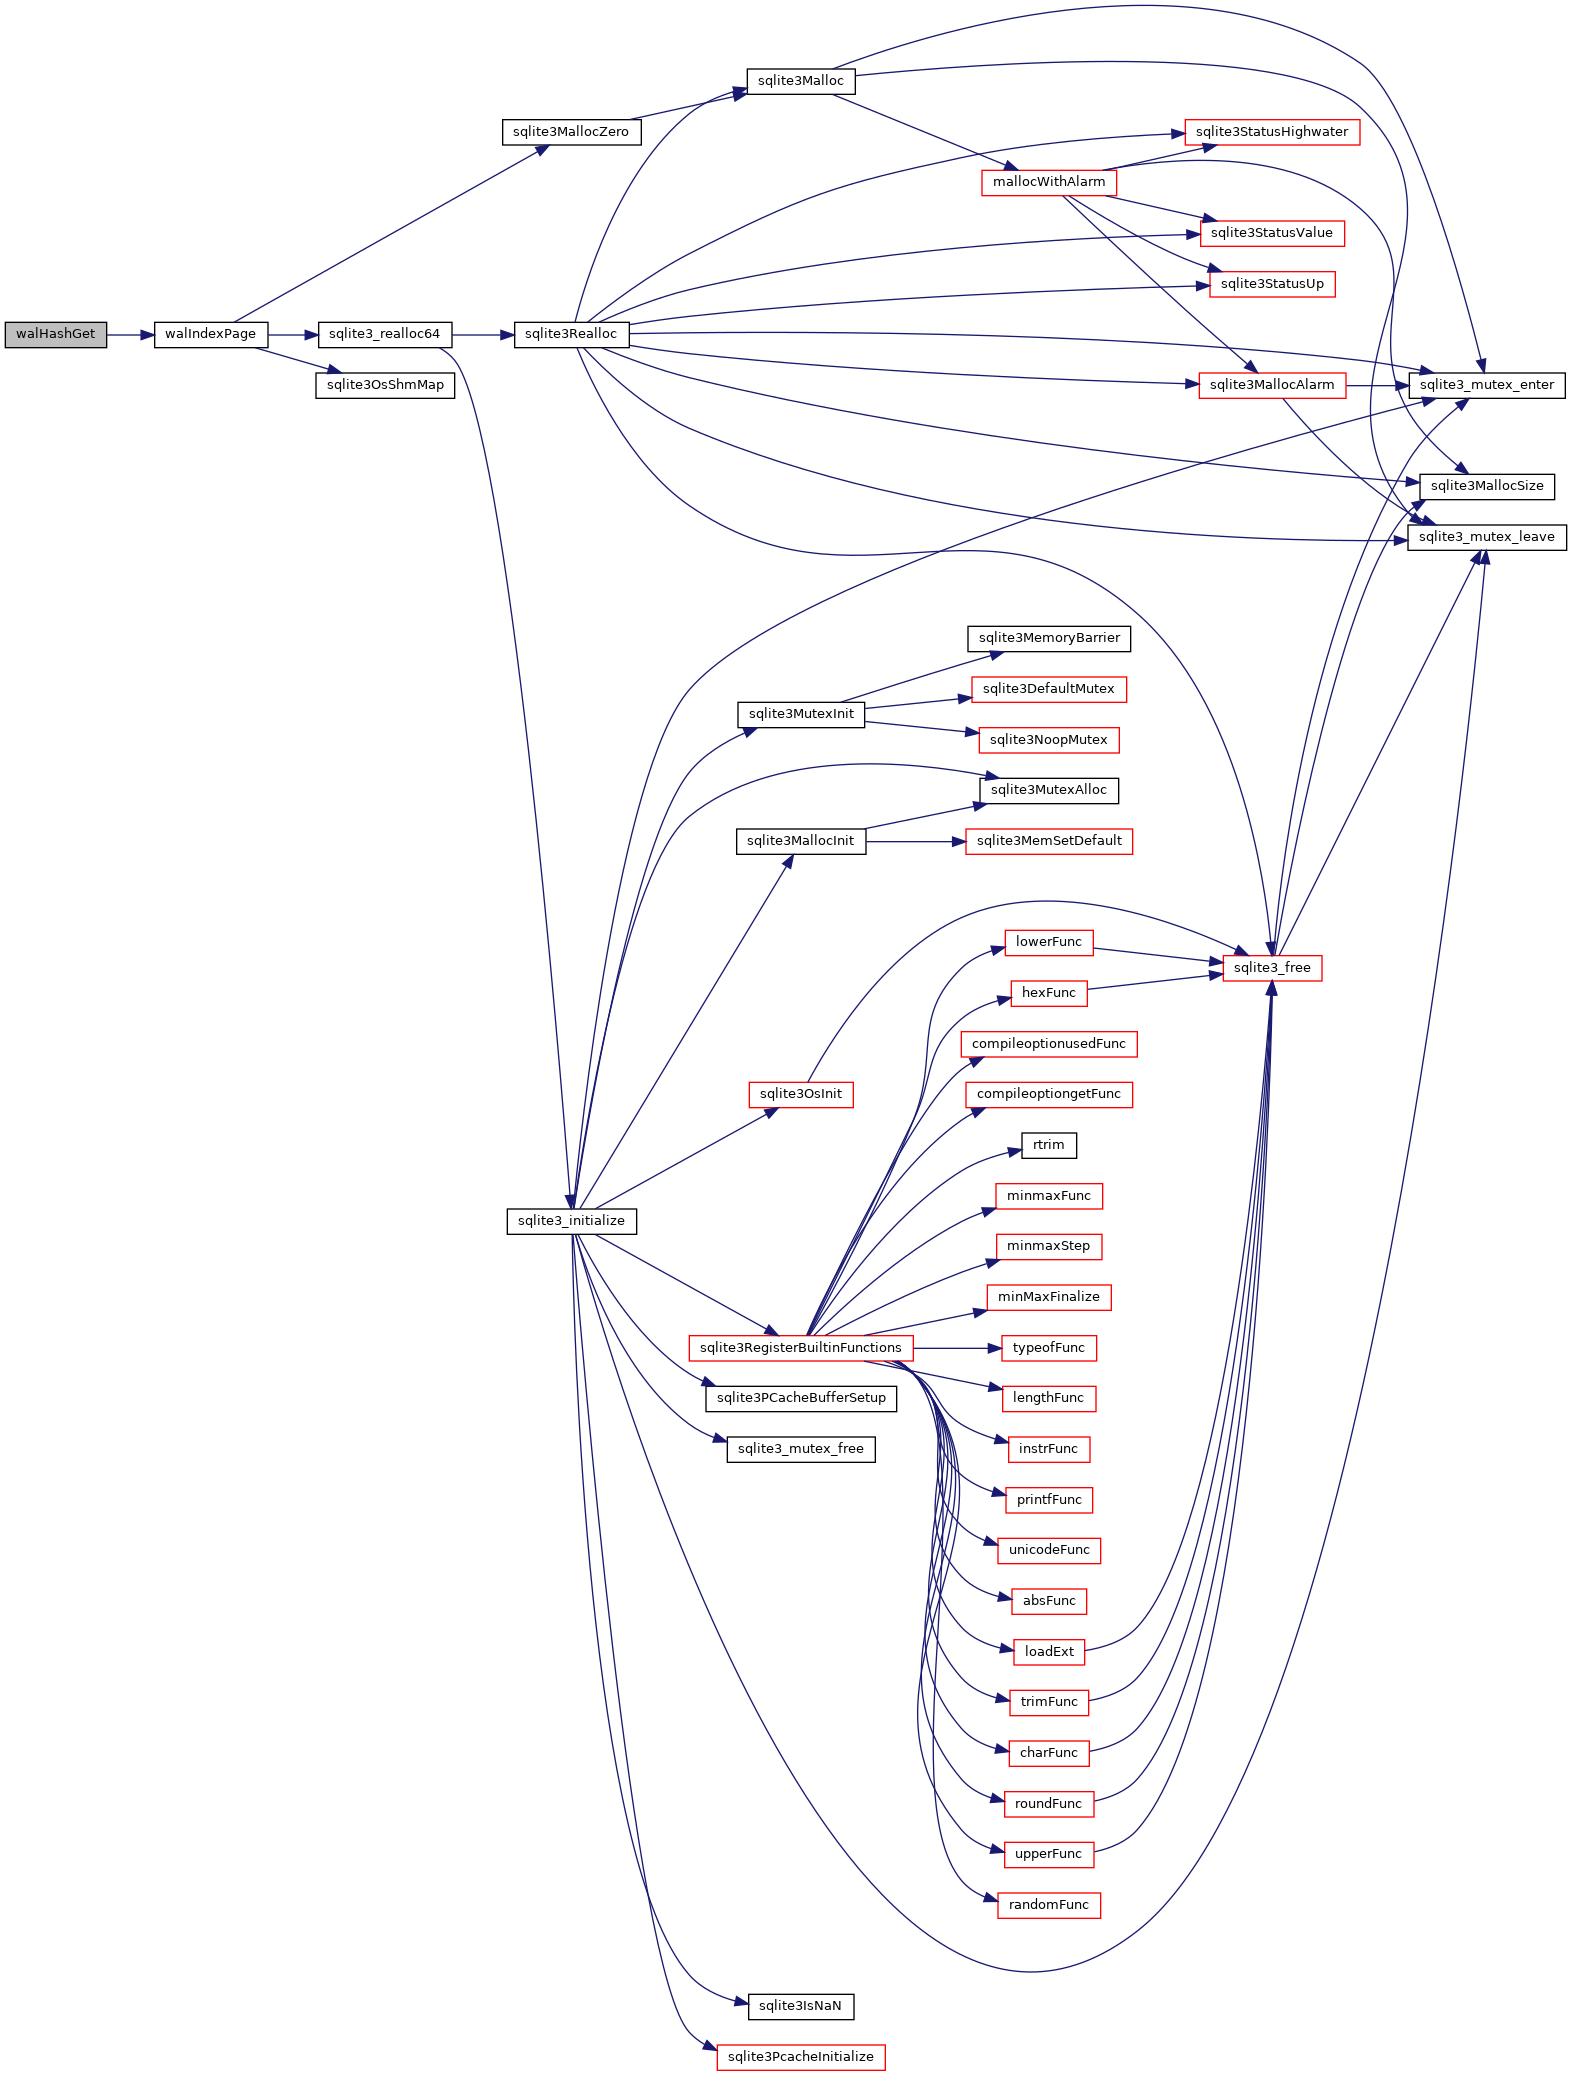 sqlite3Malloc
sqlite3MallocZero
sqlite3StatusHighwater
mallocWithAlarm
sqlite3StatusValue
sqlite3StatusUp
walHashGet
walIndexPage
sqlite3_realloc64
sqlite3Realloc
sqlite3OsShmMap
sqlite3MallocAlarm
sqlite3_mutex_enter
sqlite3MallocSize
sqlite3_mutex_leave
sqlite3MemoryBarrier
sqlite3DefaultMutex
sqlite3MutexInit
sqlite3NoopMutex
sqlite3MutexAlloc
sqlite3MallocInit
sqlite3MemSetDefault
lowerFunc
sqlite3_free
hexFunc
compileoptionusedFunc
sqlite3OsInit
compileoptiongetFunc
rtrim
minmaxFunc
sqlite3_initialize
minmaxStep
minMaxFinalize
sqlite3RegisterBuiltinFunctions
typeofFunc
sqlite3PCacheBufferSetup
lengthFunc
sqlite3_mutex_free
instrFunc
printfFunc
unicodeFunc
absFunc
loadExt
trimFunc
charFunc
roundFunc
upperFunc
randomFunc
sqlite3IsNaN
sqlite3PcacheInitialize